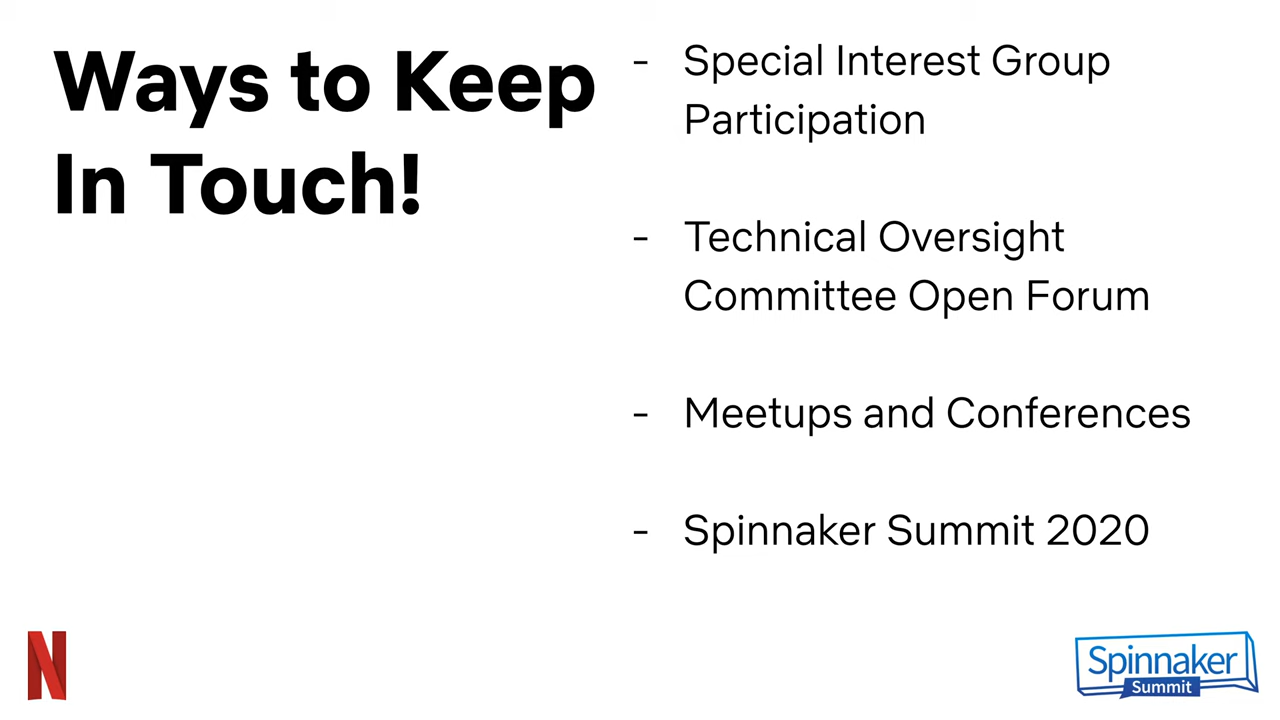 Ways to Keep
In Touch!
- Special Interest Group
Participation
- Technical Oversight
Committee Open Forum
- Meetups and Conferences
- Spinnaker Summit 2020
N
Spinnaker
Summit